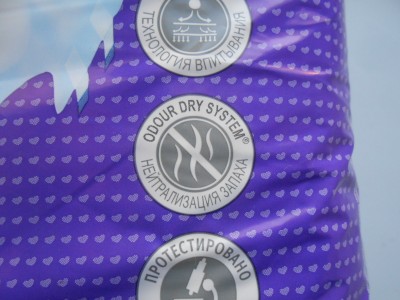 ТЕХНОЛОГИЯ ВПИТЫВАНИЯ
ODOUR DRY SYSTEM®
НЕЙТРАЛИЗАЦИЯ ЗАПАХА
ПРОТЕСТИРОВАНО